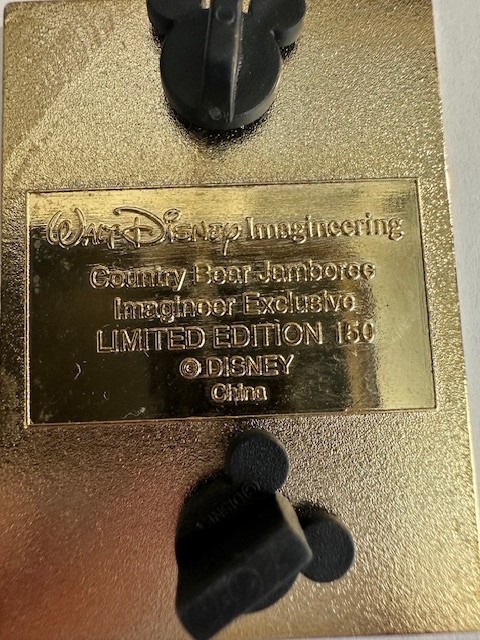 WALT DISNEY Imagineering
Country Bear Jamboree
Imagineer Exclusive
LIMITED EDITION 150
© DISNEY
China